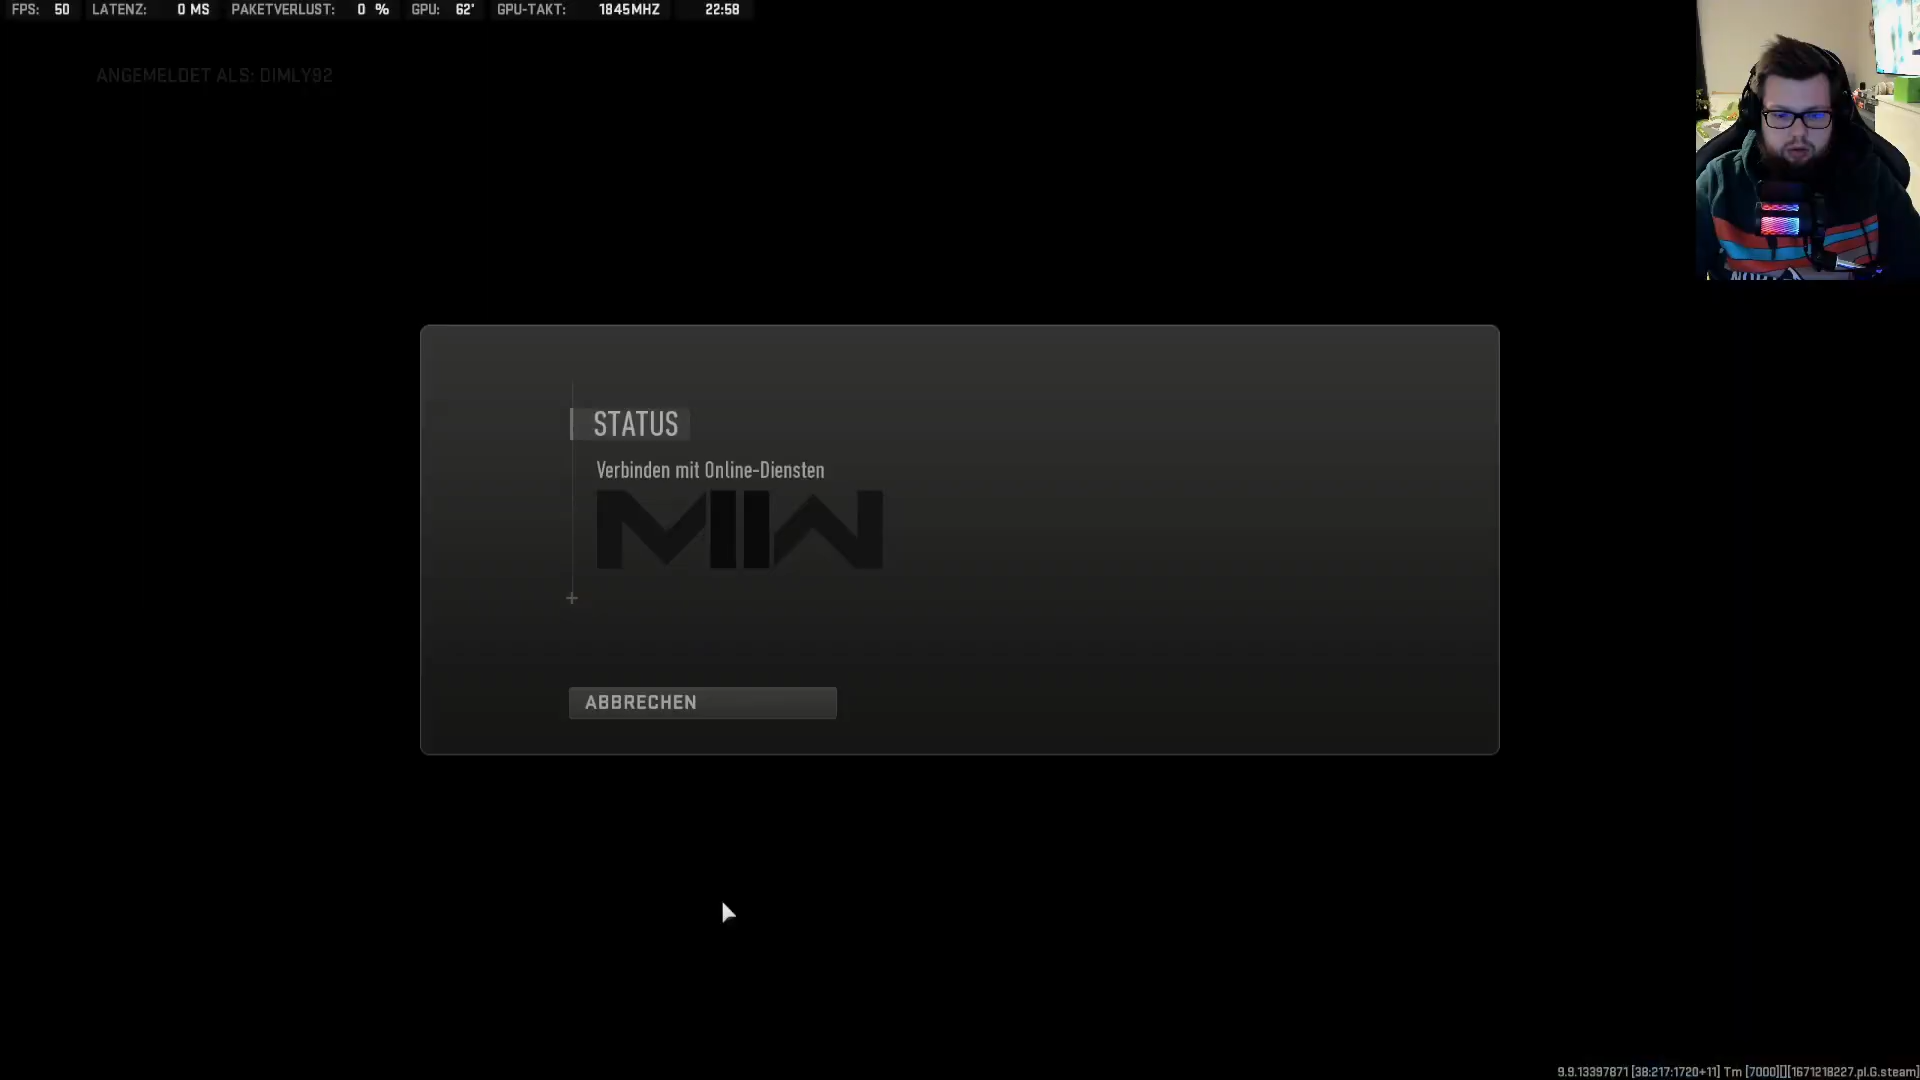 FPS: 50 LATENZ: 0 MS PAKETVERLUST: 0 % GPU: 62° GPU-TAKT: 1845MHZ 22:58
ANGEMELDET ALS: DIMLY92
STATUS
Verbinden mit Online-Diensten
MIIW
ABBRECHEN
9.9.13397871 [38:217:1720+11] Tm [7000][][1671218227.pl.G.steam]